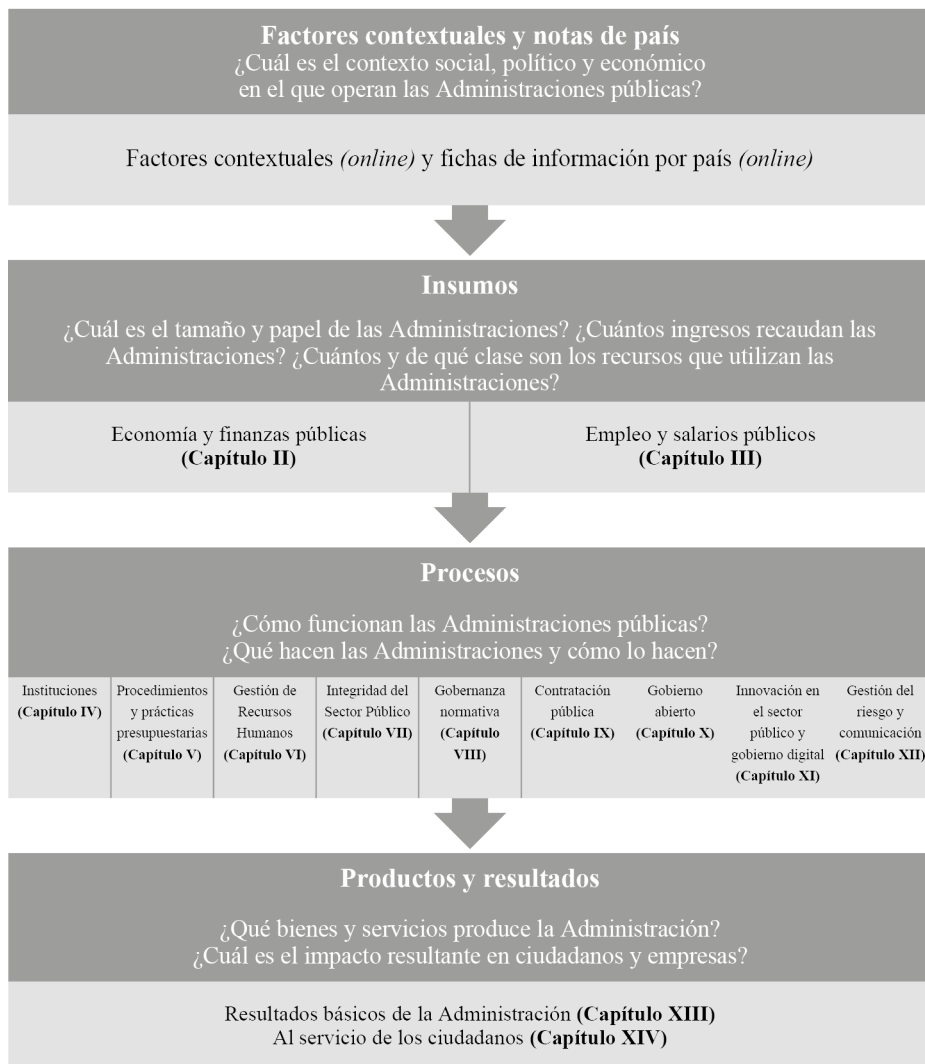 Factores contextuales y notas de país
¿Cuál es el contexto social, político y económico
en el que operan las Administraciones públicas?
Factores contextuales (online) y fichas de información por país (online)
Insumos
¿Cuál es el tamaño y papel de las Administraciones? ¿Cuántos ingresos recaudan las
Administraciones? ¿Cuántos y de qué clase son los recursos que utilizan las
Administraciones?
Economía y finanzas públicas
(Capítulo II)
Empleo y salarios públicos
(Capítulo III)
Procesos
¿Cómo funcionan las Administraciones públicas?
¿Qué hacen las Administraciones y cómo lo hacen?
Instituciones
(Capítulo IV)
Procedimientos
y prácticas
presupuestarias
(Capítulo V)
Gestión de
Recursos
Humanos
(Capítulo VI)
Integridad del
Sector Público
(Capítulo VII)
Gobernanza
normativa
(Capítulo
VIII)
Contratación
pública
(Capítulo IX)
Gobierno
abierto
(Capítulo X)
Innovación en
el sector
público y
gobierno digital
(Capítulo XI)
Gestión del
riesgo y
comunicación
(Capítulo XII)
Productos y resultados
¿Qué bienes y servicios produce la Administración?
¿Cuál es el impacto resultante en ciudadanos y empresas?
Resultados básicos de la Administración (Capítulo XIII)
Al servicio de los ciudadanos (Capítulo XIV)